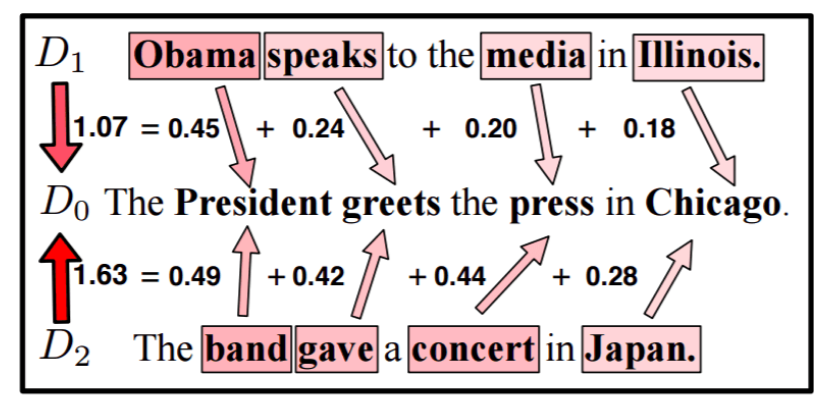 D₁ Obama speaks to the media in Illinois.
1.07 = 0.45 + 0.24 + 0.20 + 0.18
D₀ The President greets the press in Chicago.
1.63 = 0.49 + 0.42 + 0.44 + 0.28
D₂ The band gave a concert in Japan.